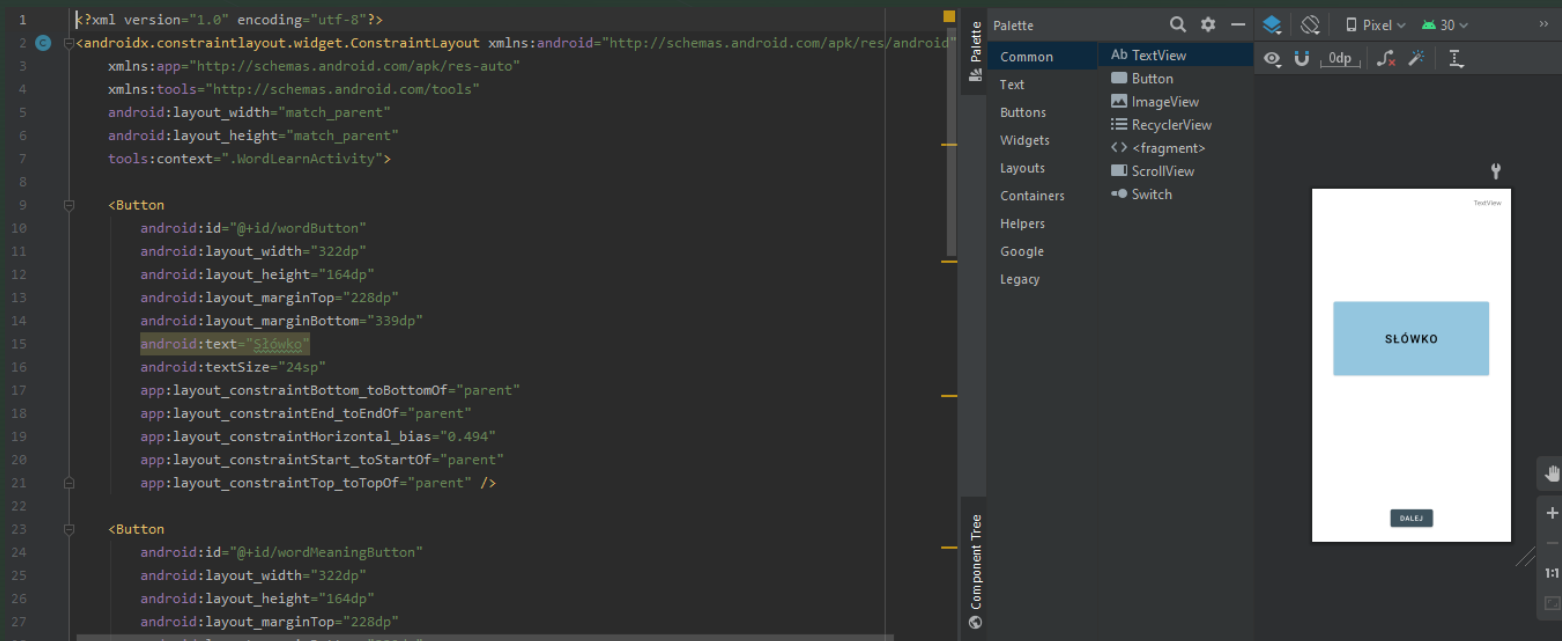 1 <?xml version="1.0" encoding="utf-8"?>
2 <androidx.constraintlayout.widget.ConstraintLayout xmlns:android="http://schemas.android.com/apk/res/android"
3 xmlns:app="http://schemas.android.com/apk/res-auto"
4 xmlns:tools="http://schemas.android.com/tools"
5 android:layout_width="match_parent"
6 android:layout_height="match_parent"
7 tools:context=".WordLearnActivity">
8
9 <Button
10 android:id="@+id/wordButton"
11 android:layout_width="322dp"
12 android:layout_height="164dp"
13 android:layout_marginTop="228dp"
14 android:layout_marginBottom="339dp"
15 android:text="Słówko"
16 android:textSize="24sp"
17 app:layout_constraintBottom_toBottomOf="parent"
18 app:layout_constraintEnd_toEndOf="parent"
19 app:layout_constraintHorizontal_bias="0.494"
20 app:layout_constraintStart_toStartOf="parent"
21 app:layout_constraintTop_toTopOf="parent" />
22
23 <Button
24 android:id="@+id/wordMeaningButton"
25 android:layout_width="322dp"
26 android:layout_height="164dp"
27 android:layout_marginTop="228dp"
Palette
Component Tree
Palette
Common
Text
Buttons
Widgets
Layouts
Containers
Helpers
Google
Legacy
Ab TextView
Button
ImageView
RecyclerView
<> <fragment>
ScrollView
Switch
Pixel
30
»
0dp
TextView
SŁÓWKO
DALEJ
1:1